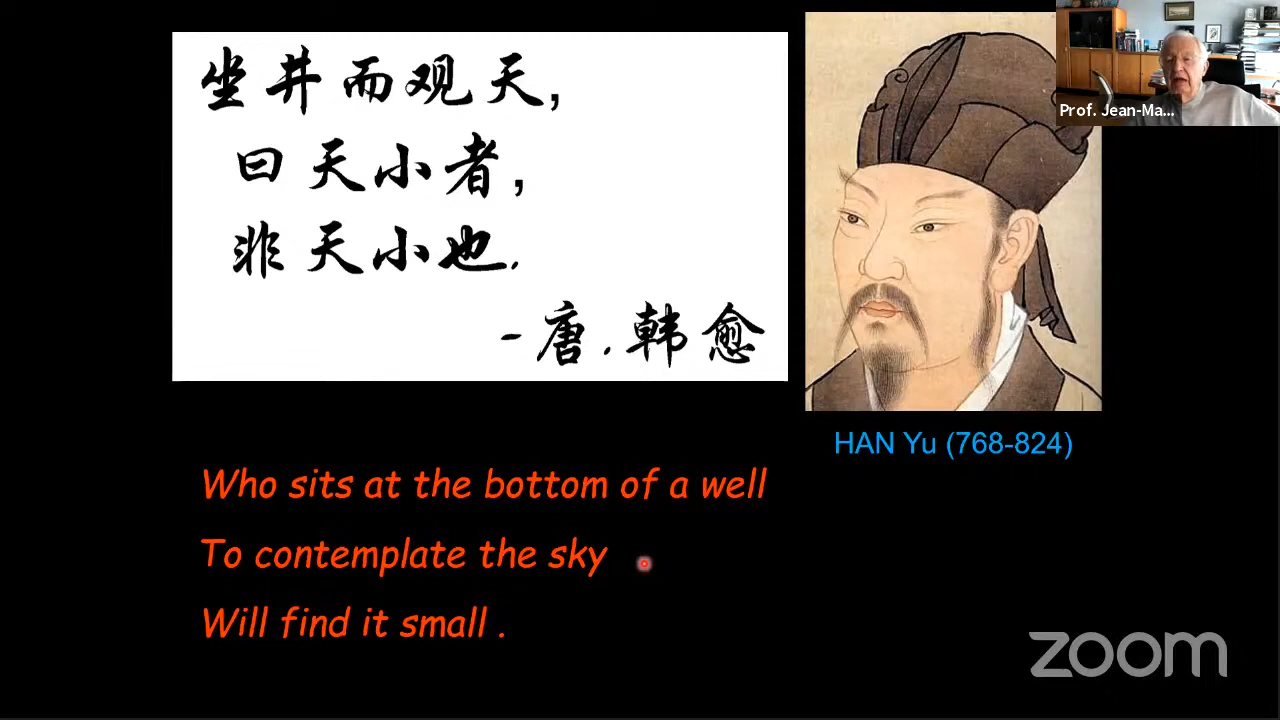 坐井而观天,
曰天小者,
非天小也.
-唐.韩愈
Prof. Jean-Ma...
HAN Yu (768-824)
Who sits at the bottom of a well
To contemplate the sky
Will find it small .
zoom